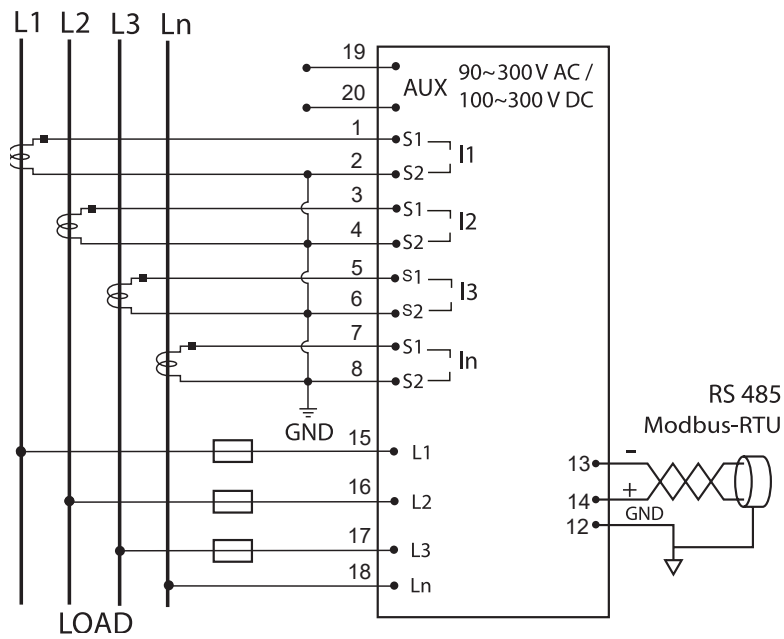 L1 L2 L3 Ln
19
20
AUX
90~300 V AC /
100~300 V DC
1 S1
I1
2 S2
3 S1
I2
4 S2
5 S1
I3
6 S2
7 S1
In
8 S2
GND
15 L1
16 L2
17 L3
18 Ln
LOAD
RS 485
Modbus-RTU
13 -
14 +
12 GND